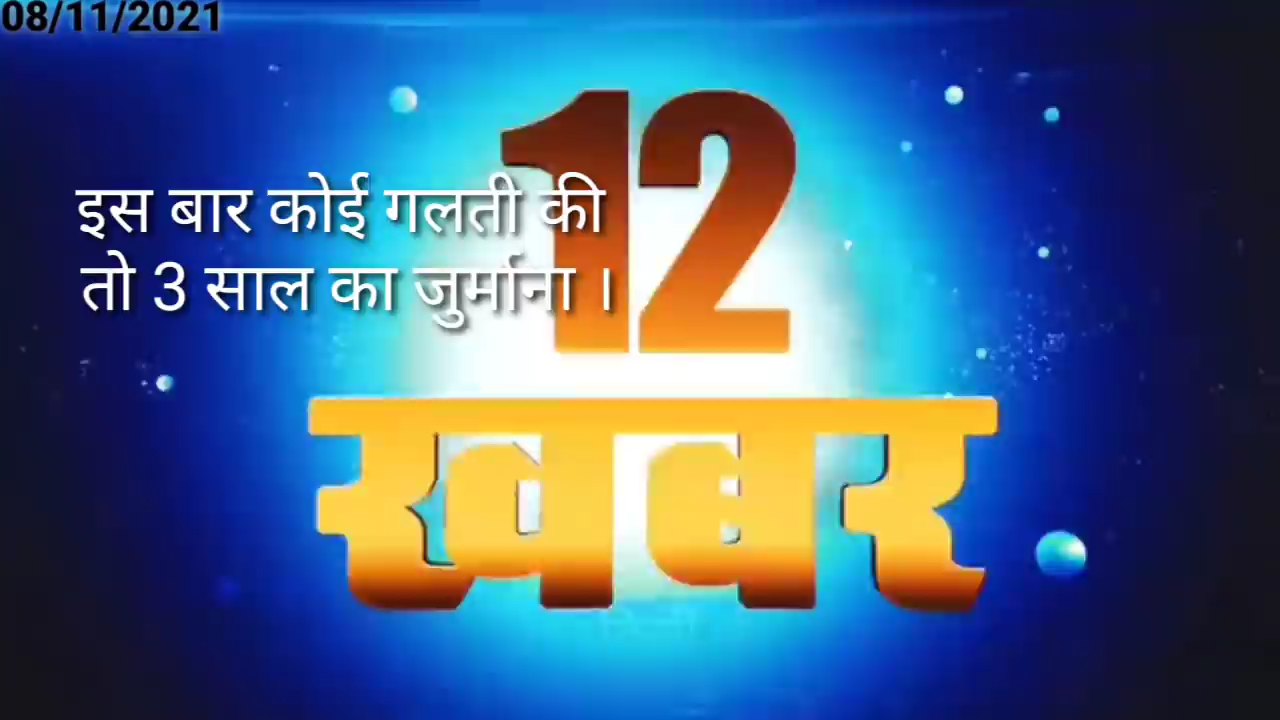 08/11/2021
12
इस बार कोई गलती की
तो 3 साल का जुर्माना ।
खबर